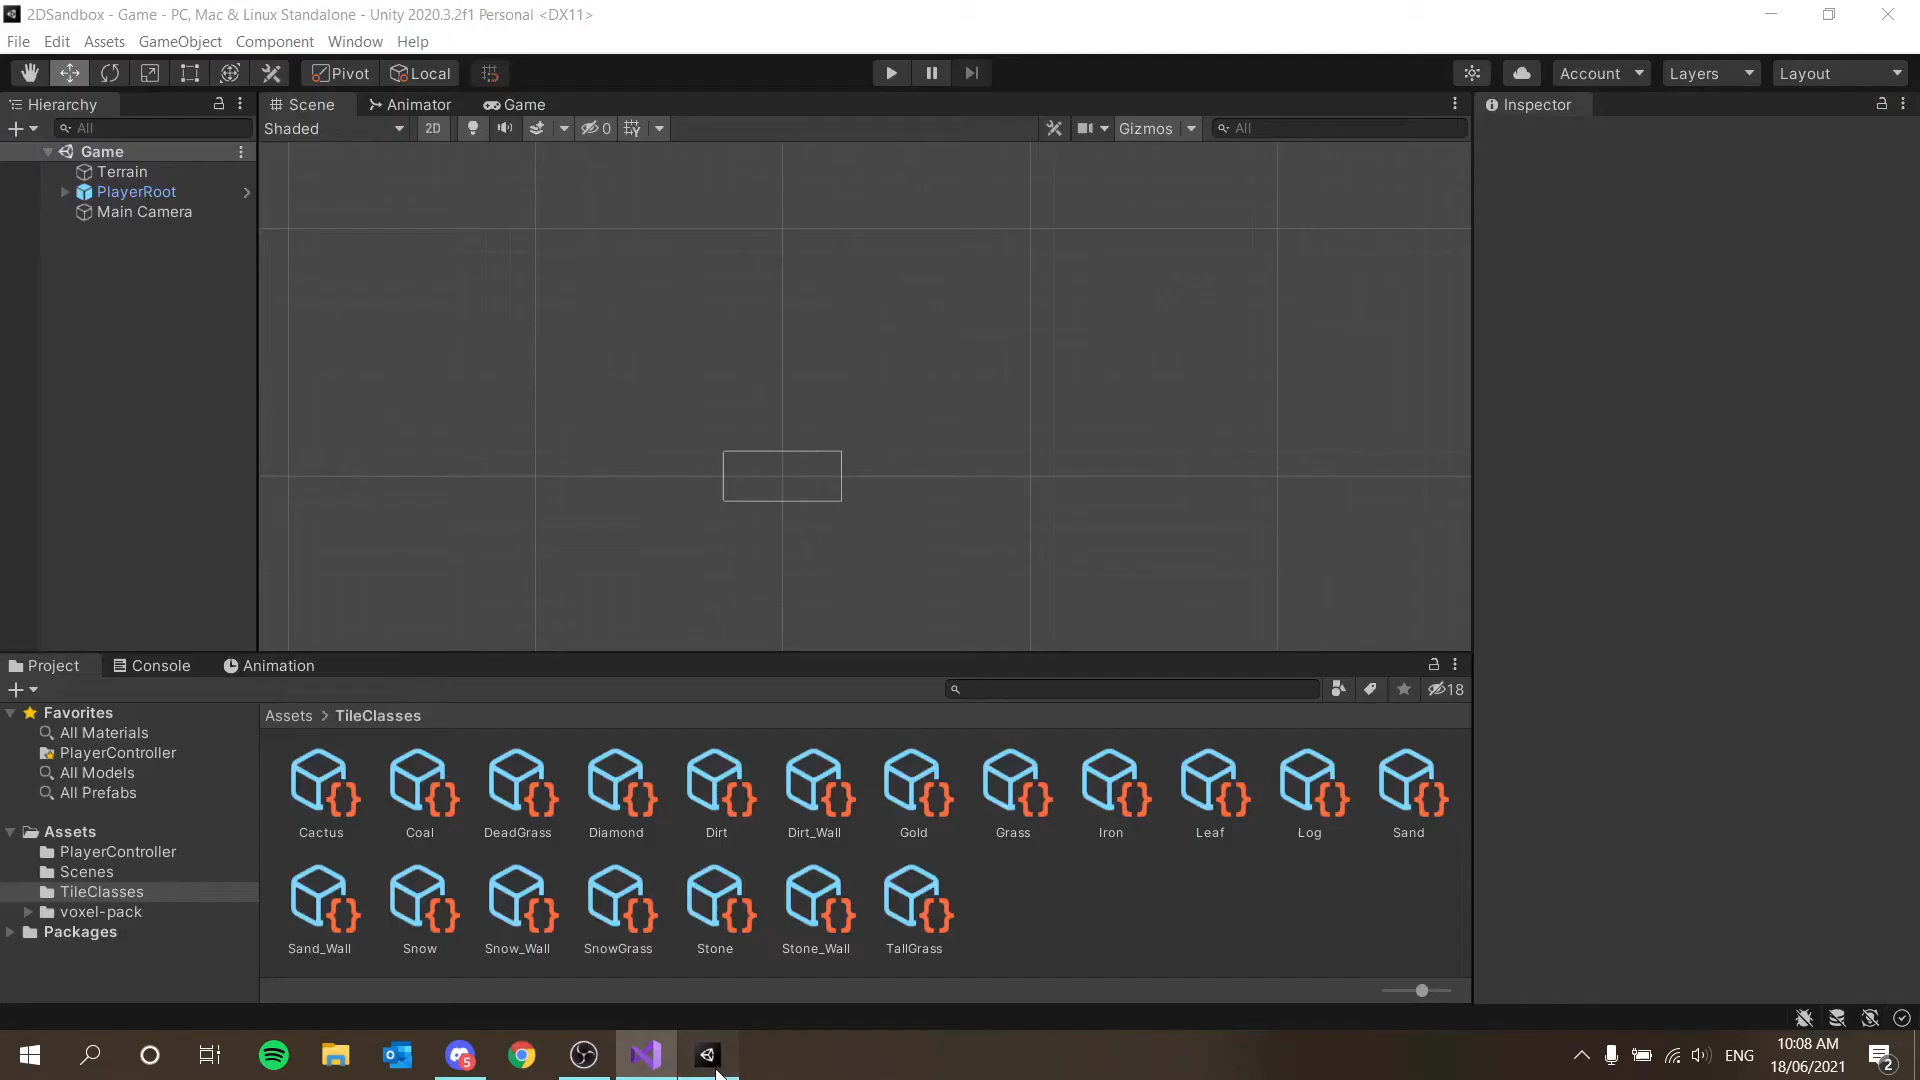 2DSandbox - Game - PC, Mac & Linux Standalone - Unity 2020.3.2f1 Personal <DX11>
File Edit Assets GameObject Component Window Help
Pivot Local Account Layers Layout
Hierarchy
All
Game
Terrain
PlayerRoot
Main Camera
Scene Animator Game
Shaded 2D 0 Gizmos All
Inspector
Project Console Animation
18
Favorites
All Materials
PlayerController
All Models
All Prefabs
Assets
PlayerController
Scenes
TileClasses
voxel-pack
Packages
Assets > TileClasses
Cactus Coal DeadGrass Diamond Dirt Dirt_Wall Gold Grass Iron Leaf Log Sand
Sand_Wall Snow Snow_Wall SnowGrass Stone Stone_Wall TallGrass
5
ENG
10:08 AM
18/06/2021
2